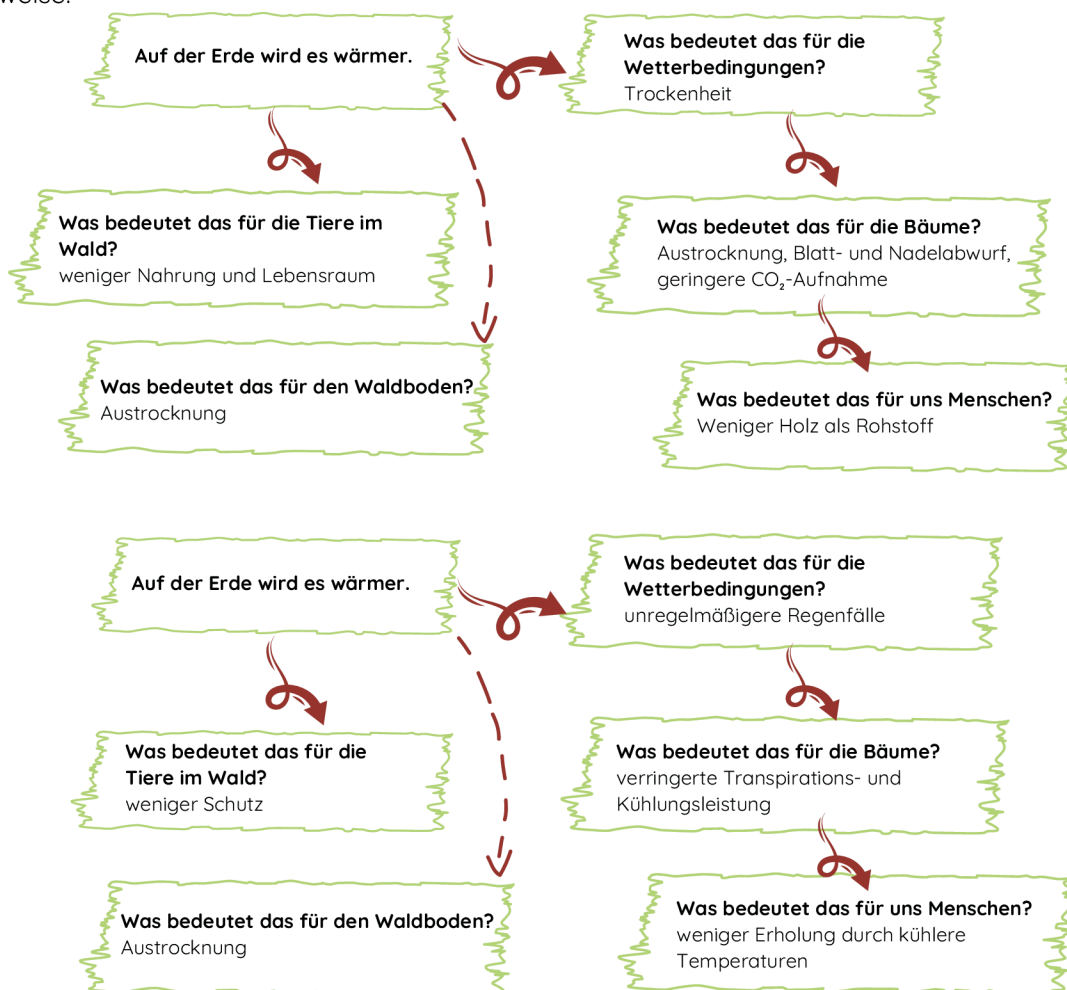 Auf der Erde wird es wärmer.
Was bedeutet das für die
Wetterbedingungen?
Trockenheit
Was bedeutet das für die Tiere im
Wald?
weniger Nahrung und Lebensraum
Was bedeutet das für die Bäume?
Austrocknung, Blatt- und Nadelabwurf,
geringere CO₂-Aufnahme
Was bedeutet das für den Waldboden?
Austrocknung
Was bedeutet das für uns Menschen?
Weniger Holz als Rohstoff
Auf der Erde wird es wärmer.
Was bedeutet das für die
Wetterbedingungen?
unregelmäßigere Regenfälle
Was bedeutet das für die
Tiere im Wald?
weniger Schutz
Was bedeutet das für die Bäume?
verringerte Transpirations- und
Kühlungsleistung
Was bedeutet das für den Waldboden?
Austrocknung
Was bedeutet das für uns Menschen?
weniger Erholung durch kühlere
Temperaturen